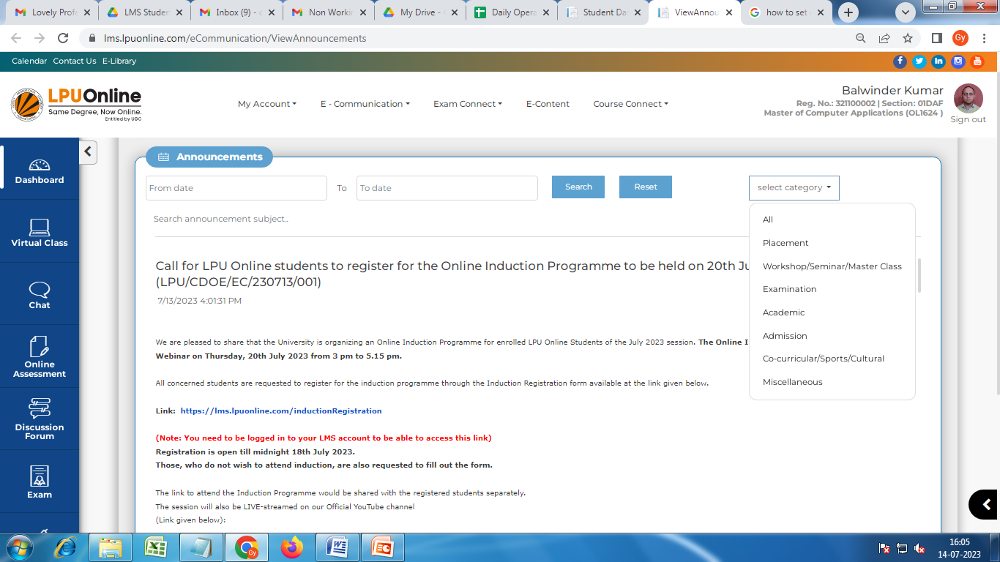 Lovely Profe
LMS Studen
Inbox (9) - c
Non Workin
My Drive -
Daily Opera
Student Da
ViewAnnou
how to set
lms.lpuonline.com/eCommunication/ViewAnnouncements
Gy
Calendar Contact Us E-Library
LPUOnline
Same Degree, Now Online.
Entitled by UGC
My Account
E - Communication
Exam Connect
E-Content
Course Connect
Balwinder Kumar
Reg. No.: 321100002 | Section: 01DAF
Master of Computer Applications (OL1624 )
Sign out
Dashboard
Virtual Class
Chat
Online
Assessment
Discussion
Forum
Exam
Announcements
From date
To
To date
Search
Reset
select category
Search announcement subject..
All
Placement
Workshop/Seminar/Master Class
Examination
Academic
Admission
Co-curricular/Sports/Cultural
Miscellaneous
Call for LPU Online students to register for the Online Induction Programme to be held on 20th Ju
(LPU/CDOE/EC/230713/001)
7/13/2023 4:01:31 PM
We are pleased to share that the University is organizing an Online Induction Programme for enrolled LPU Online Students of the July 2023 session. The Online I
Webinar on Thursday, 20th July 2023 from 3 pm to 5.15 pm.
All concerned students are requested to register for the induction programme through the Induction Registration form available at the link given below.
Link: https://lms.lpuonline.com/inductionRegistration
(Note: You need to be logged in to your LMS account to be able to access this link)
Registration is open till midnight 18th July 2023.
Those, who do not wish to attend induction, are also requested to fill out the form.
The link to attend the Induction Programme would be shared with the registered students separately.
The session will also be LIVE-streamed on our Official YouTube channel
(Link given below):
Gy
16:05
14-07-2023